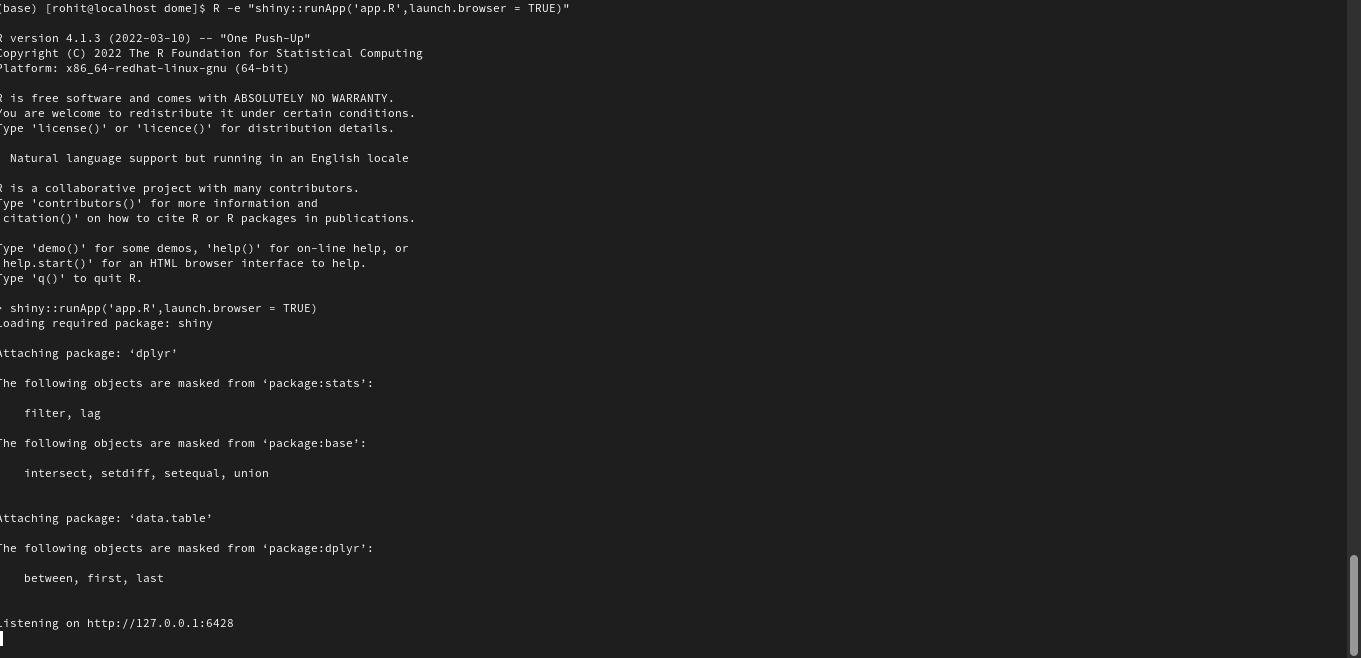 (base) [rohit@localhost dome]$ R -e "shiny::runApp('app.R',launch.browser = TRUE)"
R version 4.1.3 (2022-03-10) -- "One Push-Up"
Copyright (C) 2022 The R Foundation for Statistical Computing
Platform: x86_64-redhat-linux-gnu (64-bit)
R is free software and comes with ABSOLUTELY NO WARRANTY.
You are welcome to redistribute it under certain conditions.
Type 'license()' or 'licence()' for distribution details.
Natural language support but running in an English locale
R is a collaborative project with many contributors.
Type 'contributors()' for more information and
'citation()' on how to cite R or R packages in publications.
Type 'demo()' for some demos, 'help()' for on-line help, or
'help.start()' for an HTML browser interface to help.
Type 'q()' to quit R.
> shiny::runApp('app.R',launch.browser = TRUE)
Loading required package: shiny
Attaching package: ‘dplyr’
The following objects are masked from ‘package:stats’:
filter, lag
The following objects are masked from ‘package:base’:
intersect, setdiff, setequal, union
Attaching package: ‘data.table’
The following objects are masked from ‘package:dplyr’:
between, first, last
Listening on http://127.0.0.1:6428